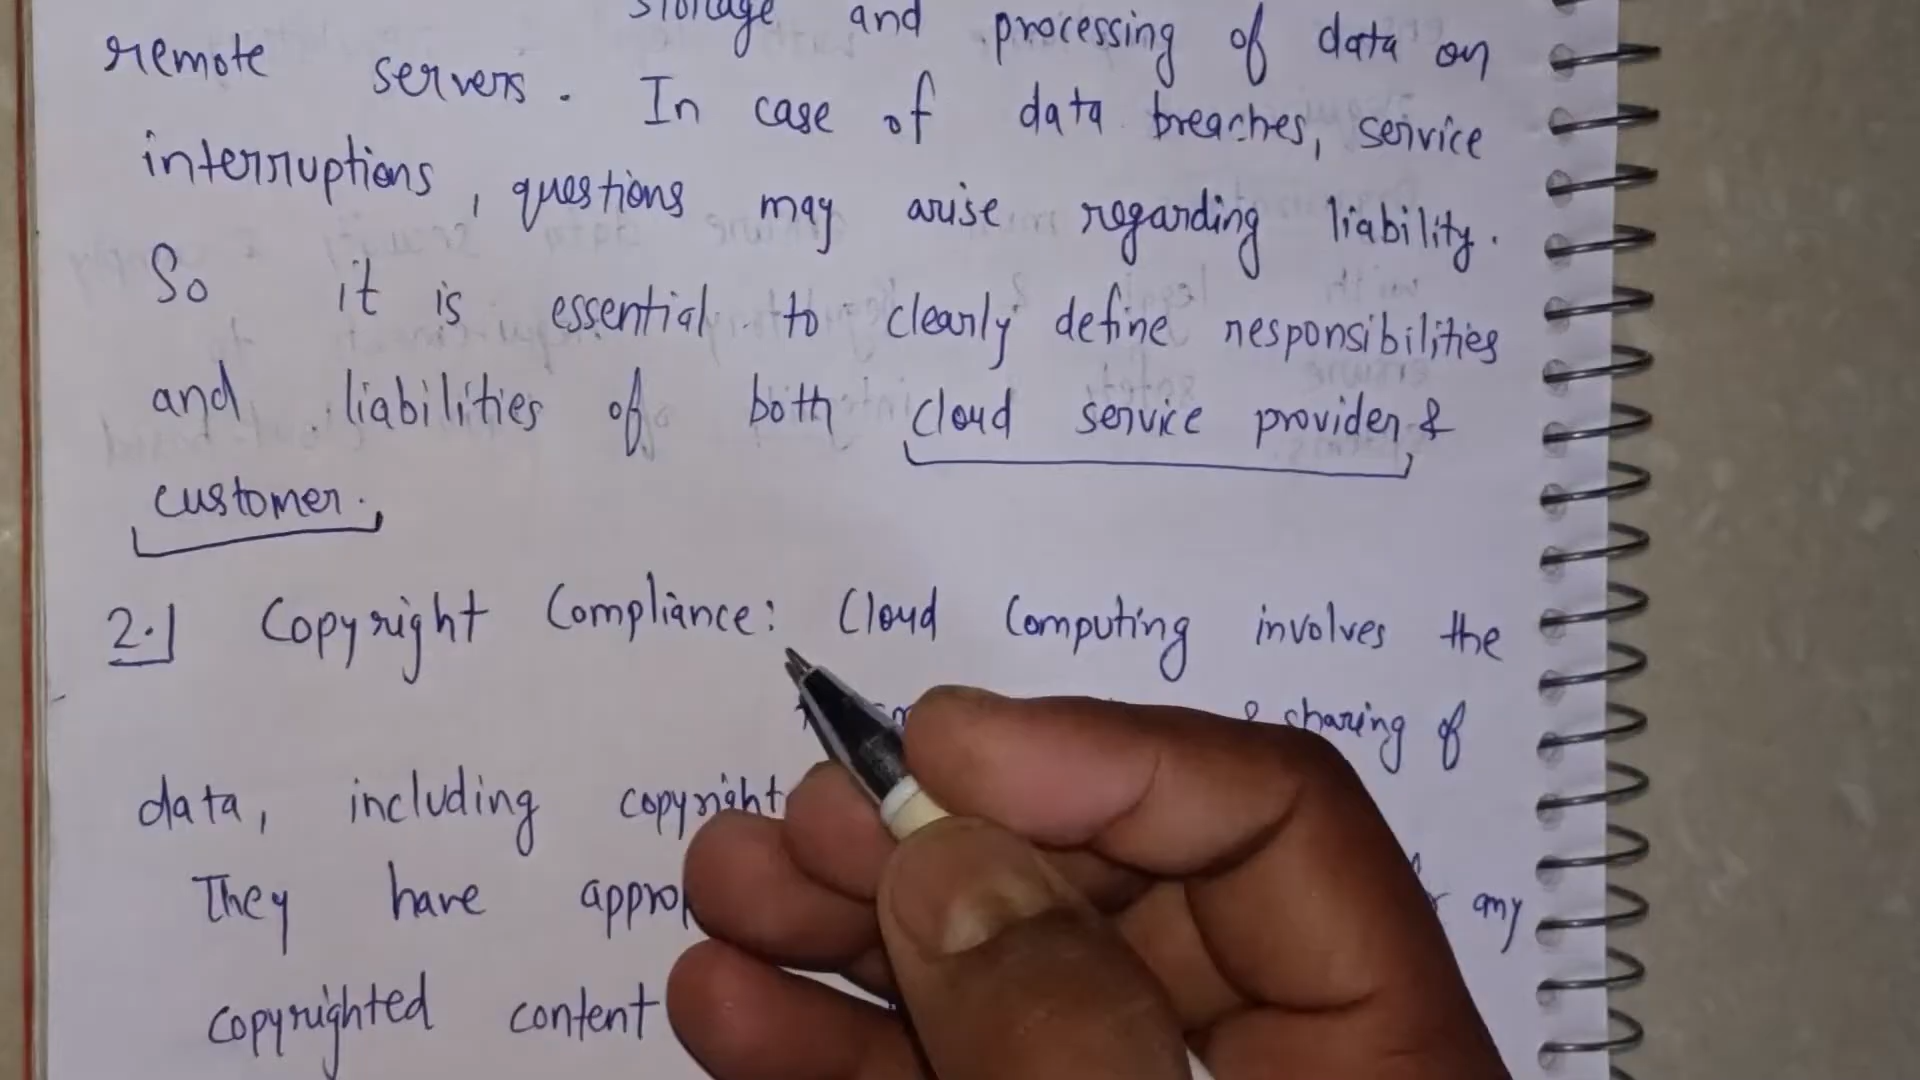 storage and processing of data on
remote servers. In case of data breaches, service
interruptions, questions may arise regarding liability.
So it is essential to clearly define responsibilities
and liabilities of both cloud service provider &
customer.
2.] Copyright Compliance: Cloud Computing involves the
& sharing of
data, including copyright
They have any
copyrighted content